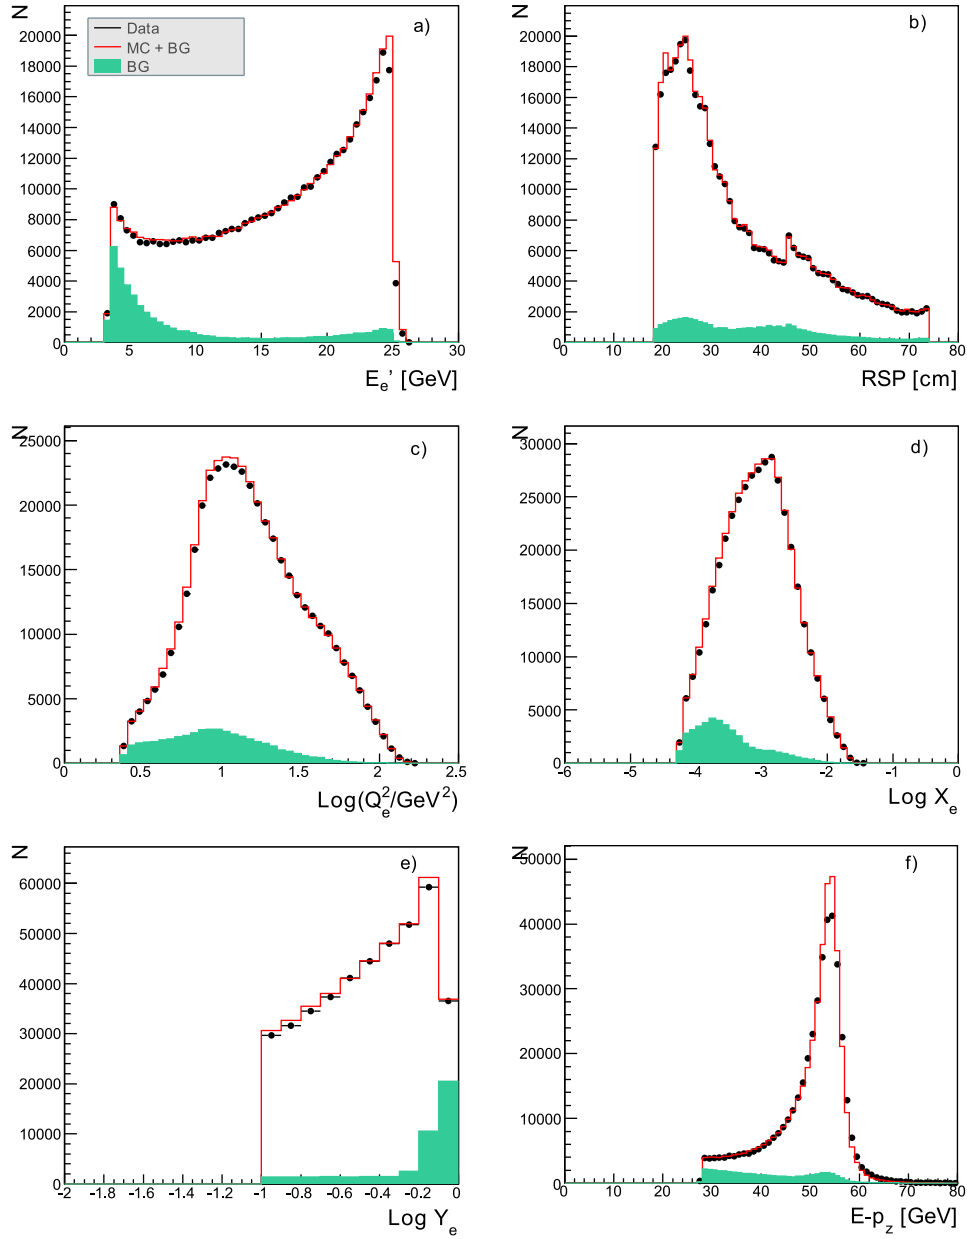 N
a)
Data
MC + BG
BG
20000
18000
16000
14000
12000
10000
8000
6000
4000
2000
0
0 5 10 15 20 25 30
E_e' [GeV]
N
b)
20000
18000
16000
14000
12000
10000
8000
6000
4000
2000
0
0 10 20 30 40 50 60 70 80
RSP [cm]
N
c)
25000
20000
15000
10000
5000
0
0 0.5 1 1.5 2 2.5
Log(Q_e^2/GeV^2)
N
d)
30000
25000
20000
15000
10000
5000
0
-6 -5 -4 -3 -2 -1 0
Log X_e
N
e)
60000
50000
40000
30000
20000
10000
0
-2 -1.8 -1.6 -1.4 -1.2 -1 -0.8 -0.6 -0.4 -0.2 0
Log Y_e
N
f)
50000
40000
30000
20000
10000
0
0 10 20 30 40 50 60 70 80
E-p_z [GeV]